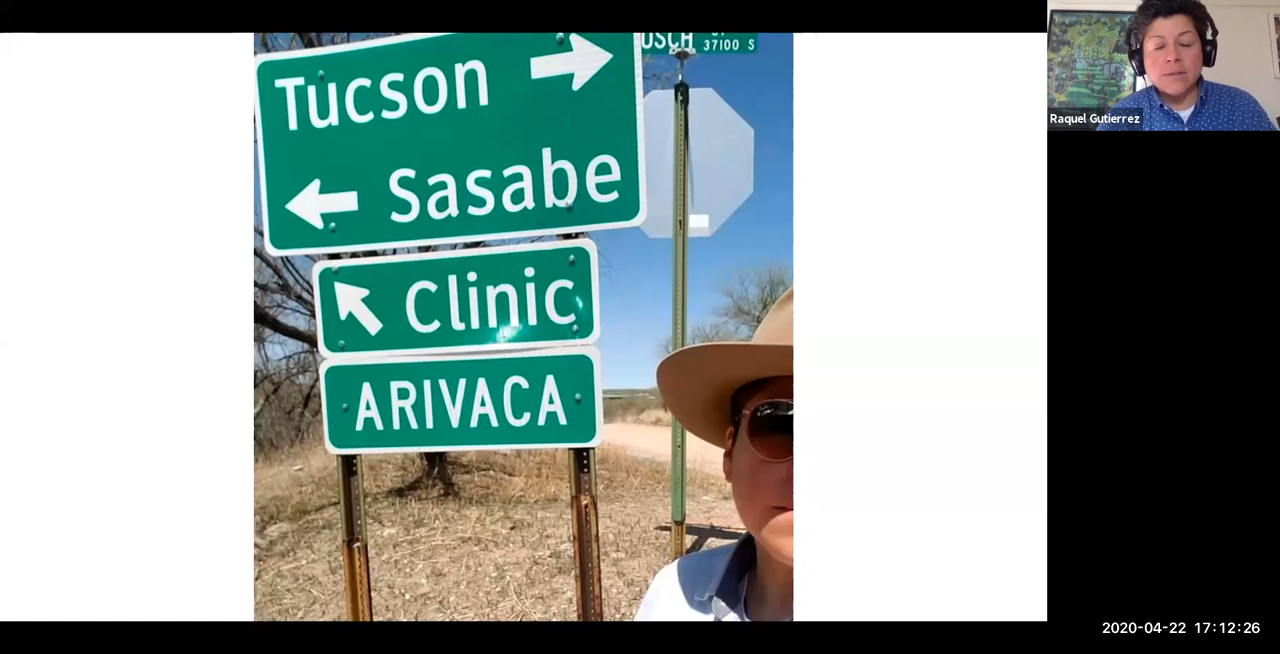 37100 S
Tucson
Sasabe
Clinic
ARIVACA
Raquel Gutierrez
2020-04-22 17:12:26